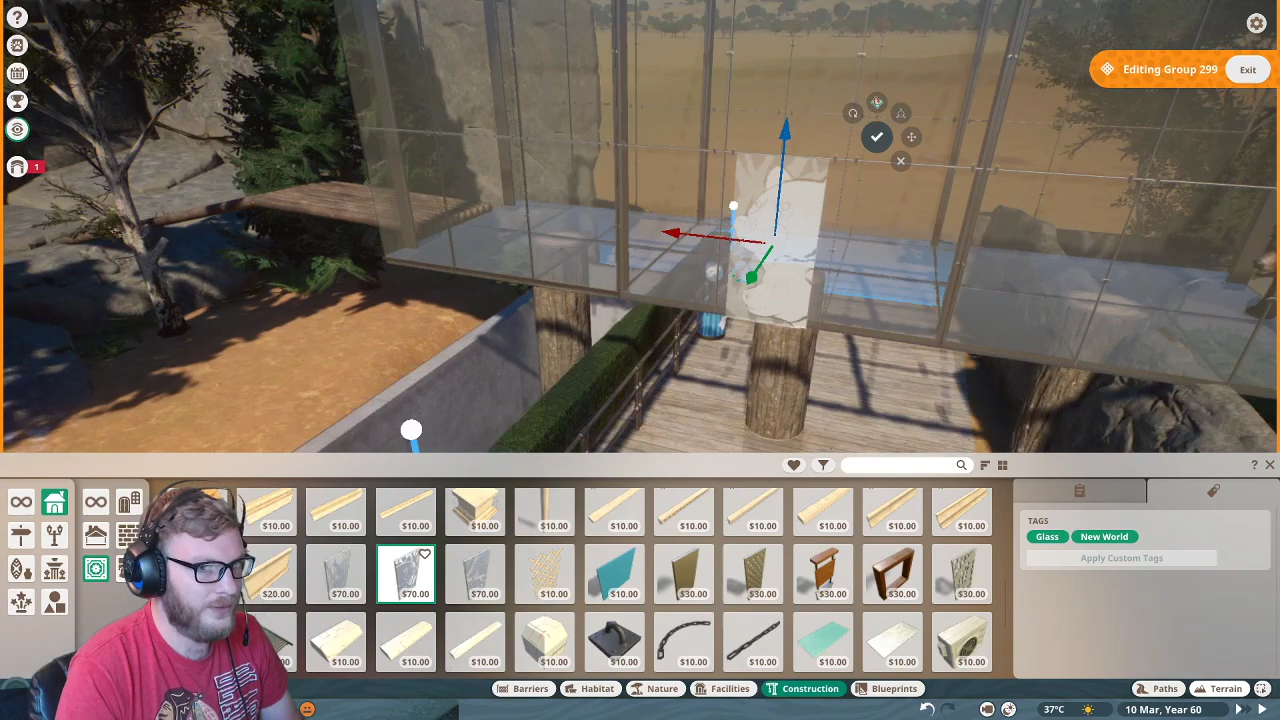 ?
Editing Group 299
Exit
1
?
$10.00
$10.00
$10.00
$10.00
$10.00
$10.00
$10.00
$10.00
$10.00
$10.00
$10.00
$20.00
$70.00
$70.00
$70.00
$10.00
$10.00
$30.00
$30.00
$30.00
$30.00
$30.00
$10.00
$10.00
$10.00
$10.00
$10.00
$10.00
$10.00
$10.00
$10.00
$10.00
TAGS
Glass
New World
Apply Custom Tags
Barriers
Habitat
Nature
Facilities
Construction
Blueprints
Paths
Terrain
37°C
10 Mar, Year 60